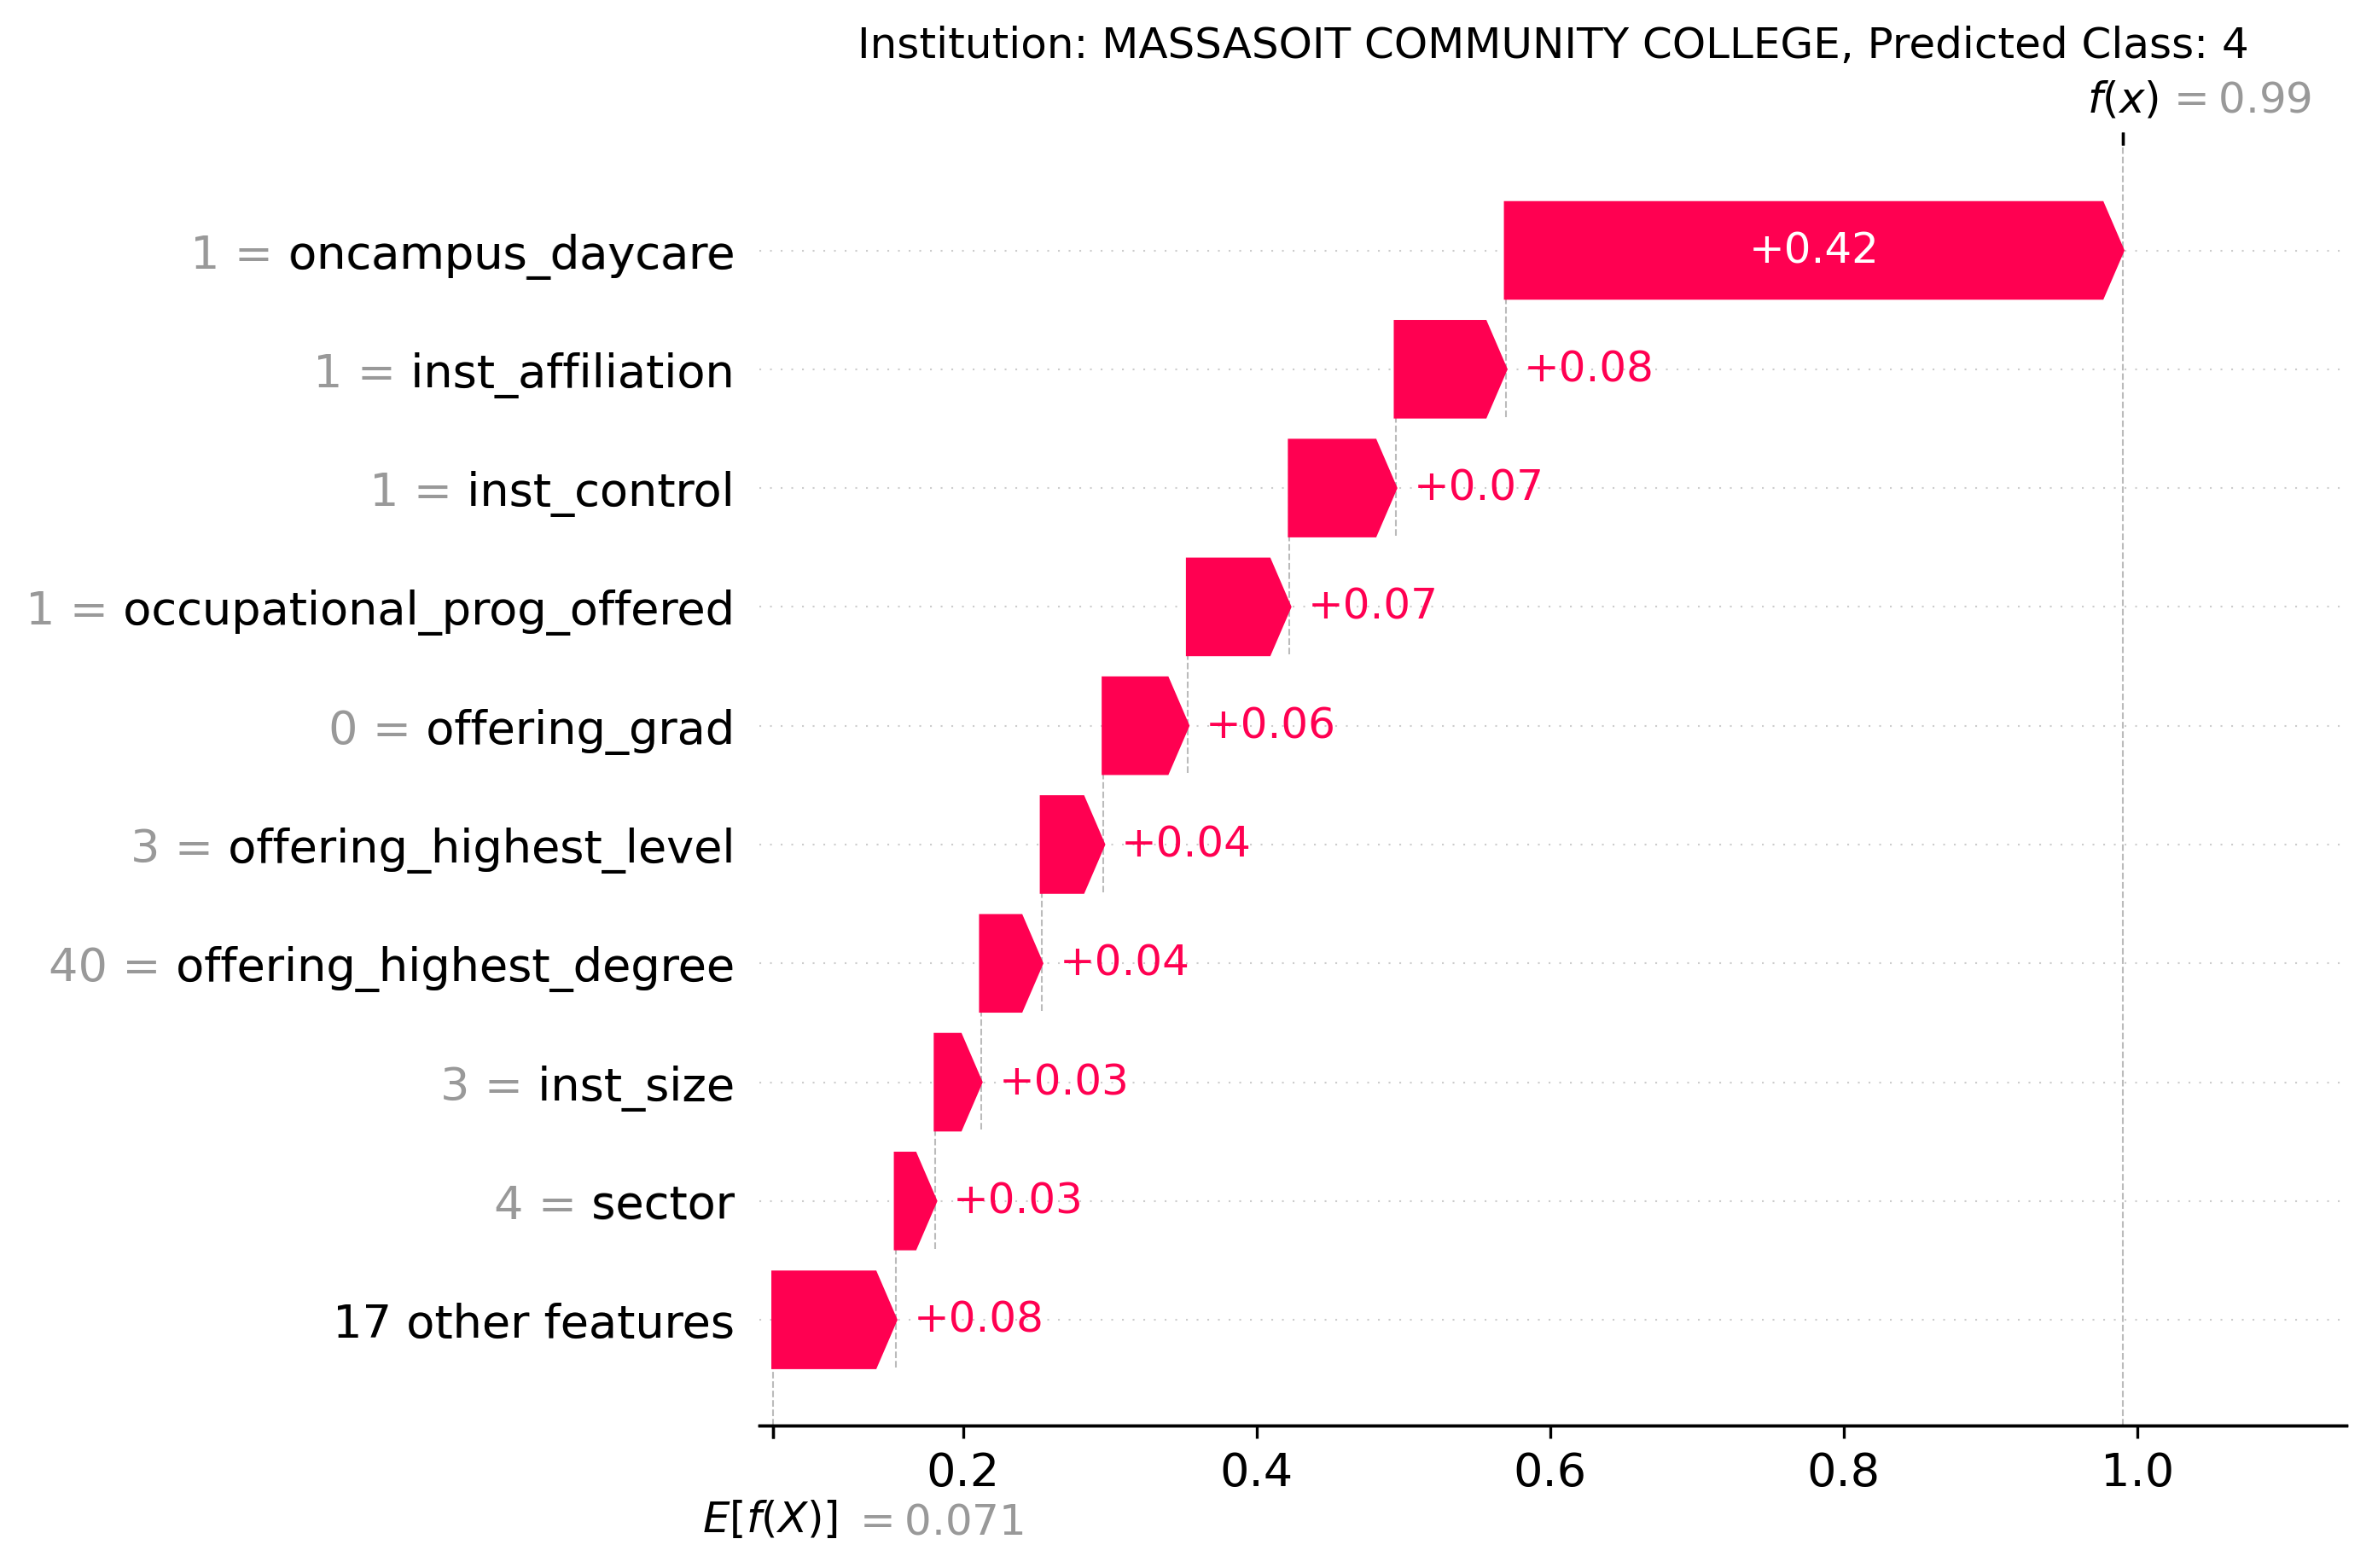 Institution: MASSASOIT COMMUNITY COLLEGE, Predicted Class: 4
f(x) = 0.99
1 = oncampus_daycare +0.42
1 = inst_affiliation +0.08
1 = inst_control +0.07
1 = occupational_prog_offered +0.07
0 = offering_grad +0.06
3 = offering_highest_level +0.04
40 = offering_highest_degree +0.04
3 = inst_size +0.03
4 = sector +0.03
17 other features +0.08
0.2 0.4 0.6 0.8 1.0
E[f(X)] = 0.071